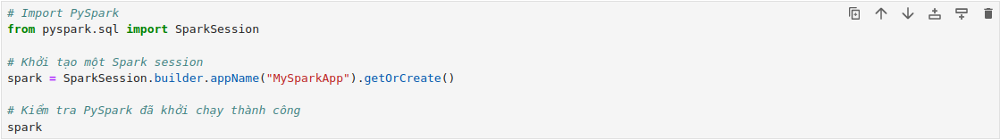 # Import PySpark
from pyspark.sql import SparkSession
# Khởi tạo một Spark session
spark = SparkSession.builder.appName("MySparkApp").getOrCreate()
# Kiểm tra PySpark đã khởi chạy thành công
spark